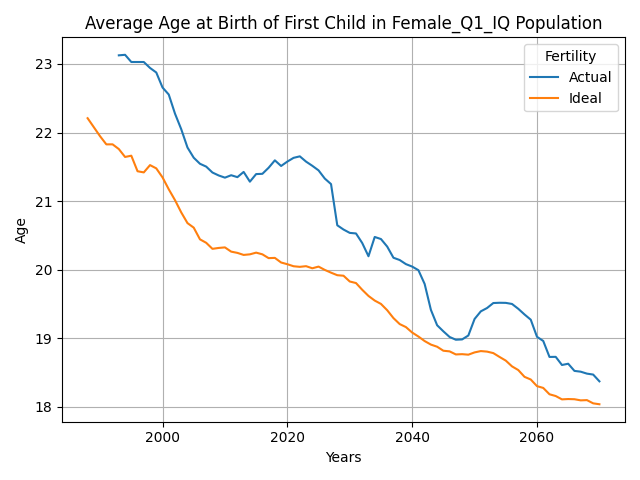 Average Age at Birth of First Child in Female_Q1_IQ Population
Fertility
Actual
Ideal
23
22
21
20
19
18
Age
2000
2020
2040
2060
Years